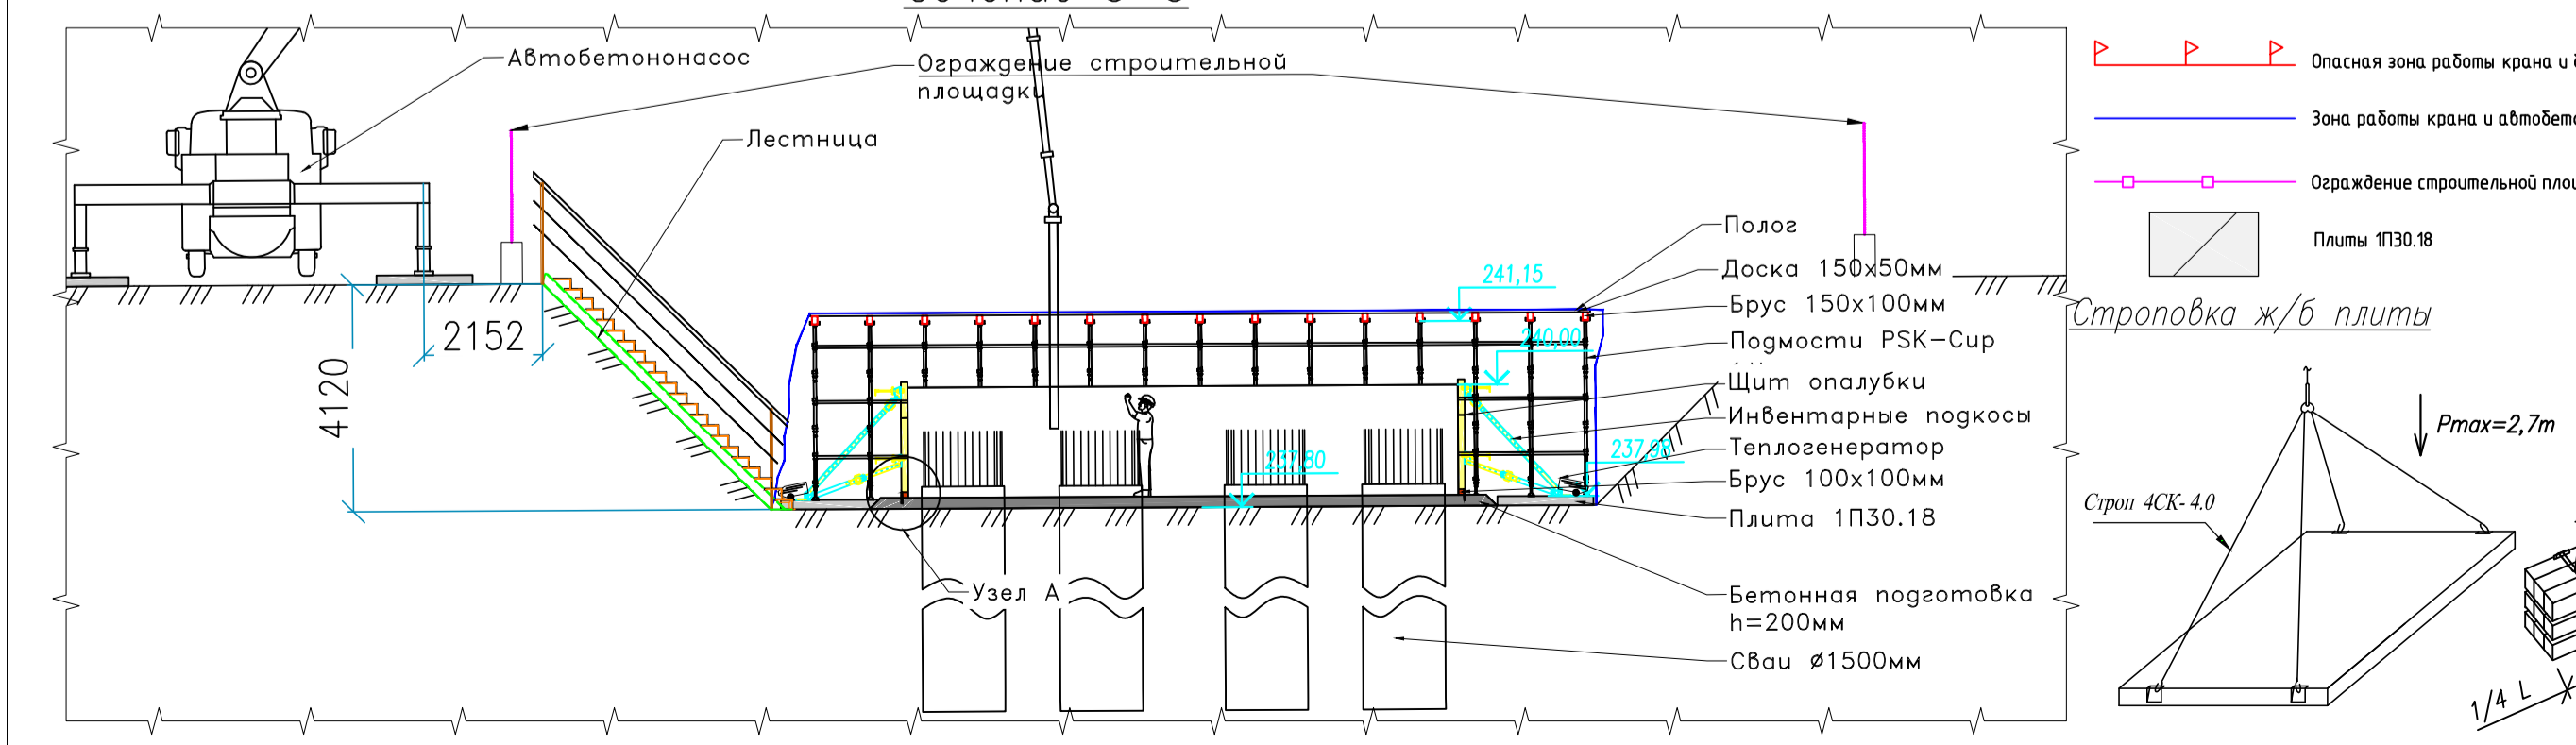 Автобетононасос
Ограждение строительной
площадки
Лестница
2152
4120
241,15
240,00
237,80
237,98
Полог
Доска 150х50мм
Брус 150х100мм
Подмости PSK-Cup
Щит опалубки
Инвентарные подкосы
Теплогенератор
Брус 100х100мм
Плита 1П30.18
Бетонная подготовка
h=200мм
Сваи ⌀1500мм
Узел А
Опасная зона работы крана и
Зона работы крана и автобето
Ограждение строительной площ
Плиты 1П30.18
Строповка ж/б плиты
Pmax=2,7т
Строп 4СК-4.0
1/4 L